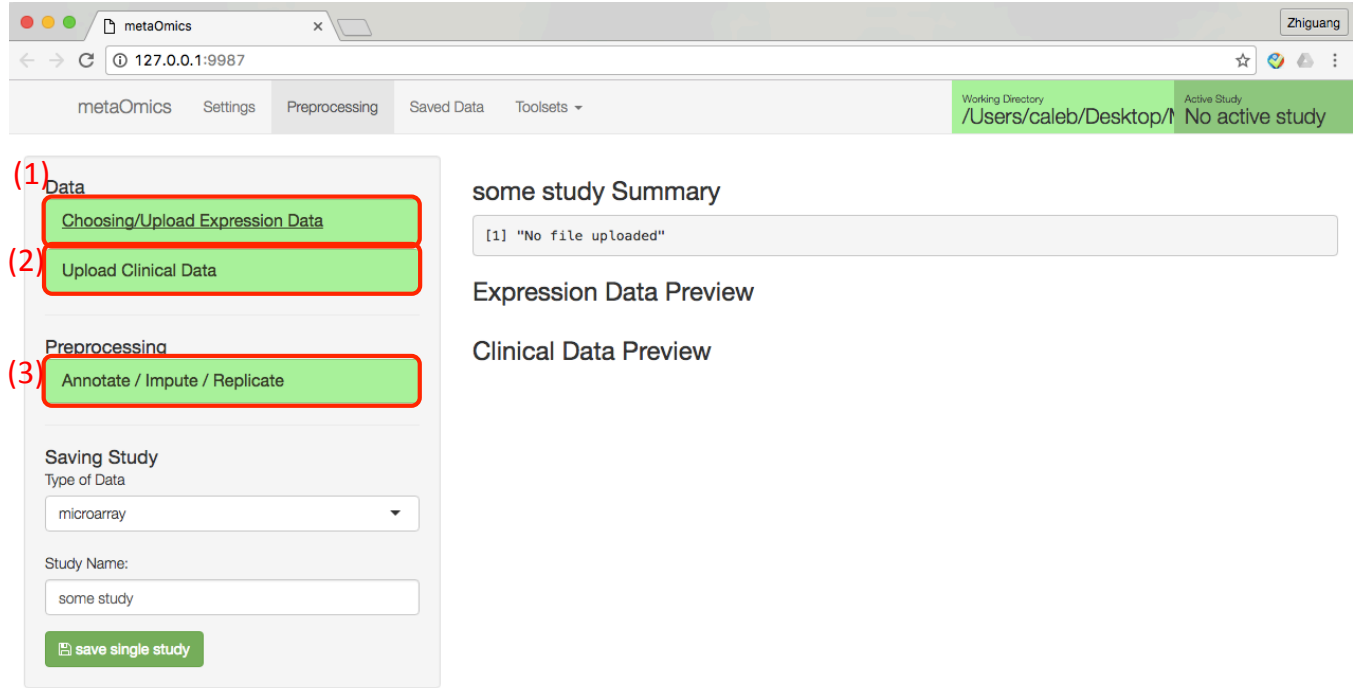 metaOmics
Zhiguang
127.0.0.1:9987
metaOmics Settings Preprocessing Saved Data Toolsets
Working Directory
/Users/caleb/Desktop/
Active Study
No active study
(1)
Data
Choosing/Upload Expression Data
(2)
Upload Clinical Data
Preprocessing
(3)
Annotate / Impute / Replicate
Saving Study
Type of Data
microarray
Study Name:
some study
save single study
some study Summary
[1] "No file uploaded"
Expression Data Preview
Clinical Data Preview